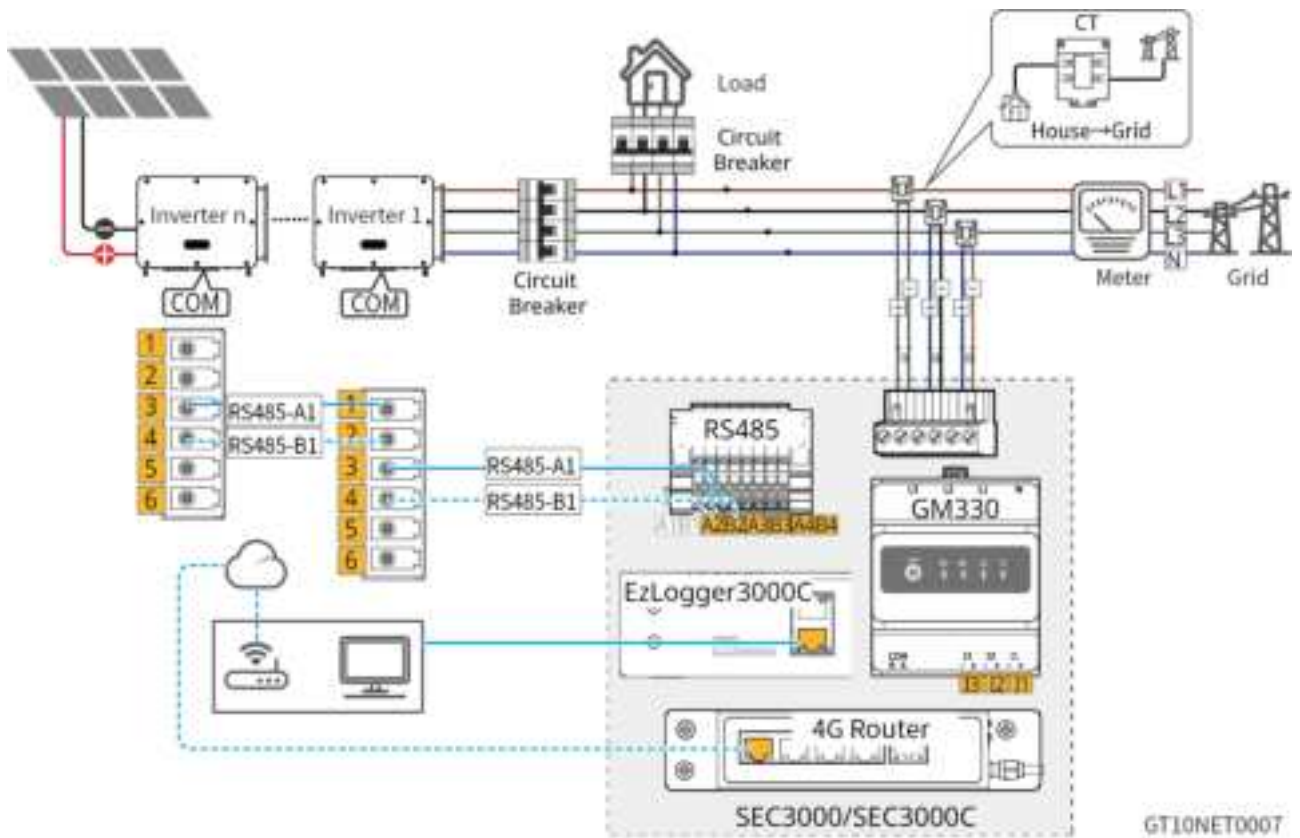 CT
House→Grid
Load
Circuit
Breaker
Inverter n
Inverter 1
L1
L2
L3
N
COM
COM
Circuit
Breaker
Meter
Grid
1
2
3
4
5
6
RS485-A1
RS485-B1
1
2
3
4
5
6
RS485-A1
RS485-B1
RS485
A2B2A3B3A4B4
GM330
EzLogger3000C
COM
I3 I2 I1
4G Router
SEC3000/SEC3000C
GT10NET0007